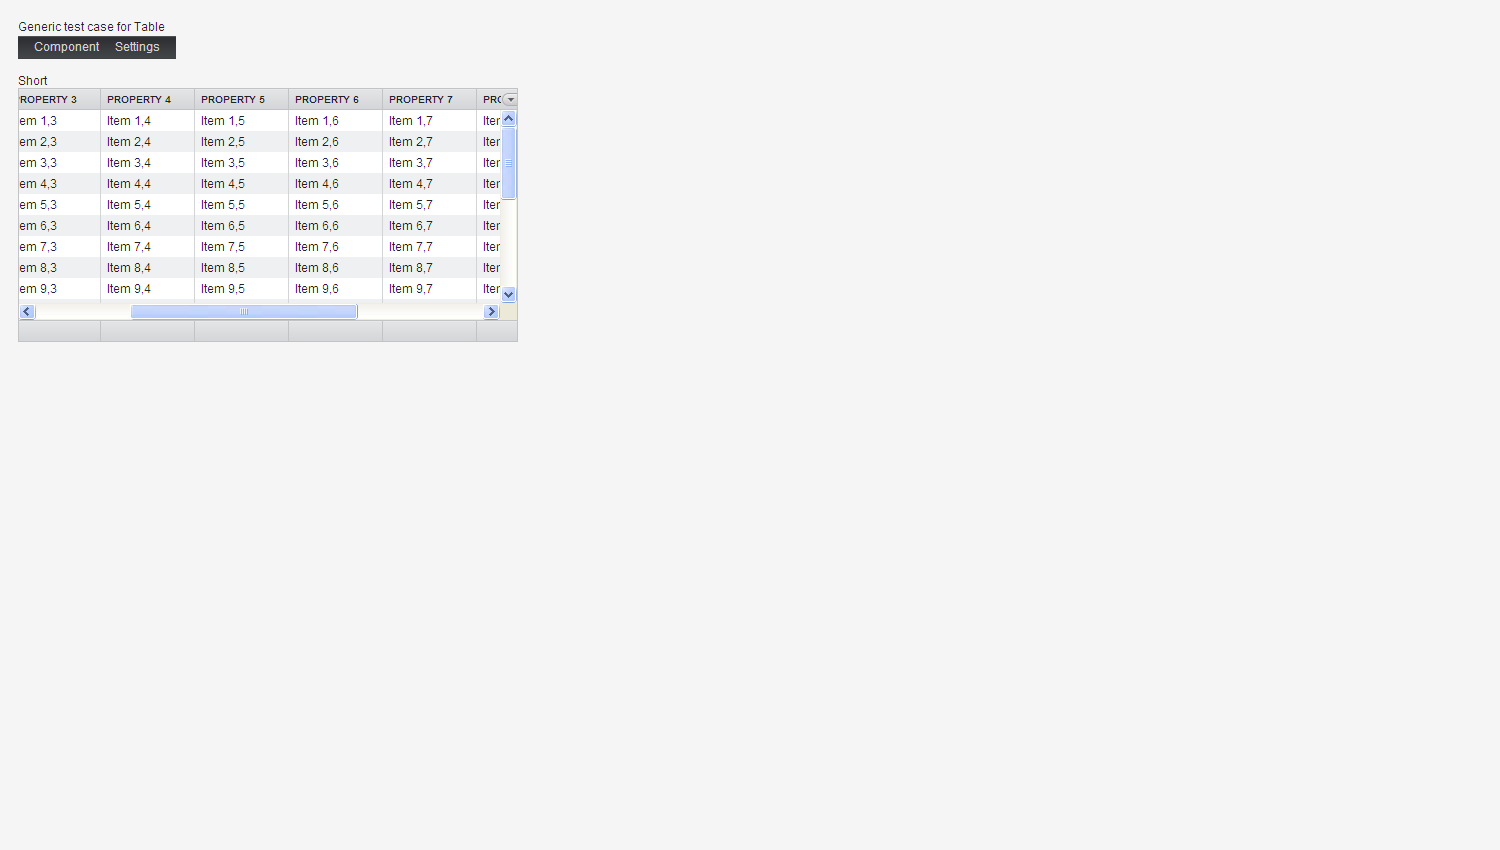 Generic test case for Table
Component Settings
Short
ROPERTY 3 PROPERTY 4 PROPERTY 5 PROPERTY 6 PROPERTY 7
em 1,3 Item 1,4 Item 1,5 Item 1,6 Item 1,7 Iter
em 2,3 Item 2,4 Item 2,5 Item 2,6 Item 2,7 Iter
em 3,3 Item 3,4 Item 3,5 Item 3,6 Item 3,7 Iter
em 4,3 Item 4,4 Item 4,5 Item 4,6 Item 4,7 Iter
em 5,3 Item 5,4 Item 5,5 Item 5,6 Item 5,7 Iter
em 6,3 Item 6,4 Item 6,5 Item 6,6 Item 6,7 Iter
em 7,3 Item 7,4 Item 7,5 Item 7,6 Item 7,7 Iter
em 8,3 Item 8,4 Item 8,5 Item 8,6 Item 8,7 Iter
em 9,3 Item 9,4 Item 9,5 Item 9,6 Item 9,7 Iter